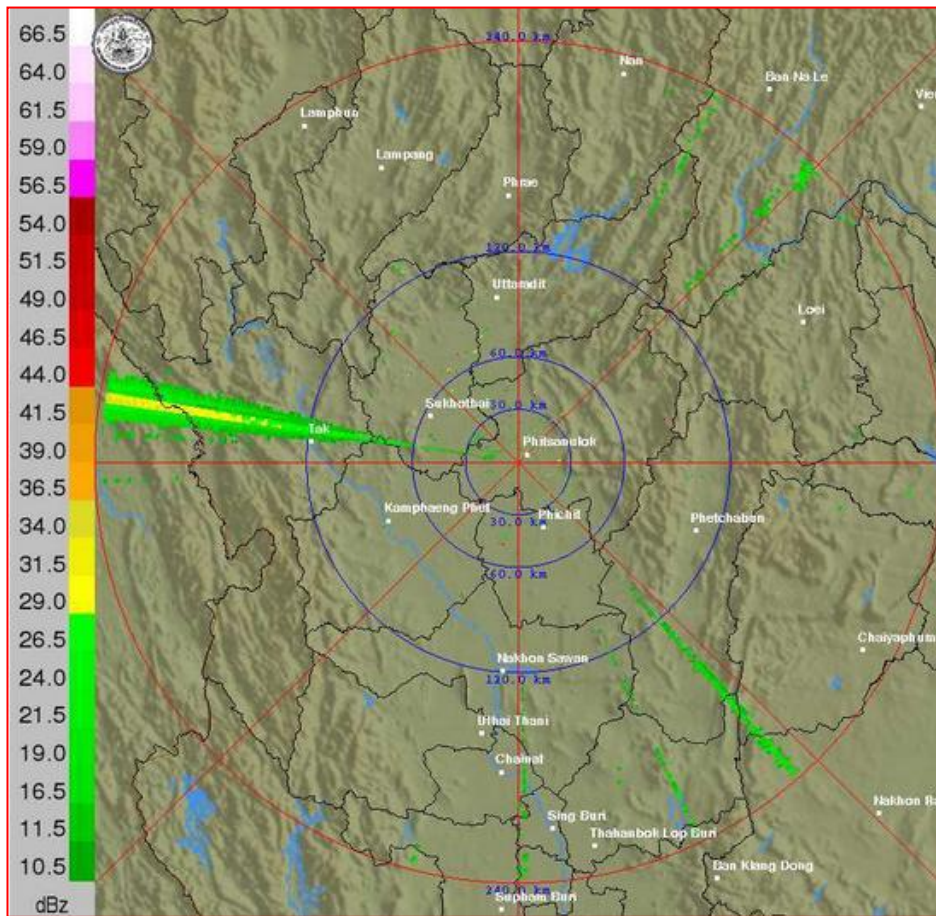 66.5
64.0
61.5
59.0
56.5
54.0
51.5
49.0
46.5
44.0
41.5
39.0
36.5
34.0
31.5
29.0
26.5
24.0
21.5
19.0
16.5
11.5
10.5
dBz
240.0 km
Nan
Ban Na Le
Lamphun
Lampang
Phrae
120.0 km
Uttaradit
Loei
60.0 km
30.0 km
Sukhothai
Tak
Phitsanulok
Kamphaeng Phet
Phichit
30.0 km
Phetchabun
60.0 km
Chaiyaphum
Nakhon Sawan
120.0 km
Uthai Thani
Chainat
Sing Buri
Nakhon Ra
Thahanbok Lop Buri
Ban Klang Dong
240.0 km
Suphan Buri